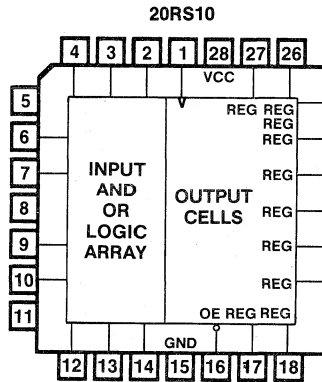 20RS10
4 3 2 1 28 27 26
VCC
5
6
7
8
9
10
11
REG REG
REG
REG
REG
REG
REG
REG
INPUT
AND
OR
LOGIC
ARRAY
OUTPUT
CELLS
OE REG REG
GND
12 13 14 15 16 17 18